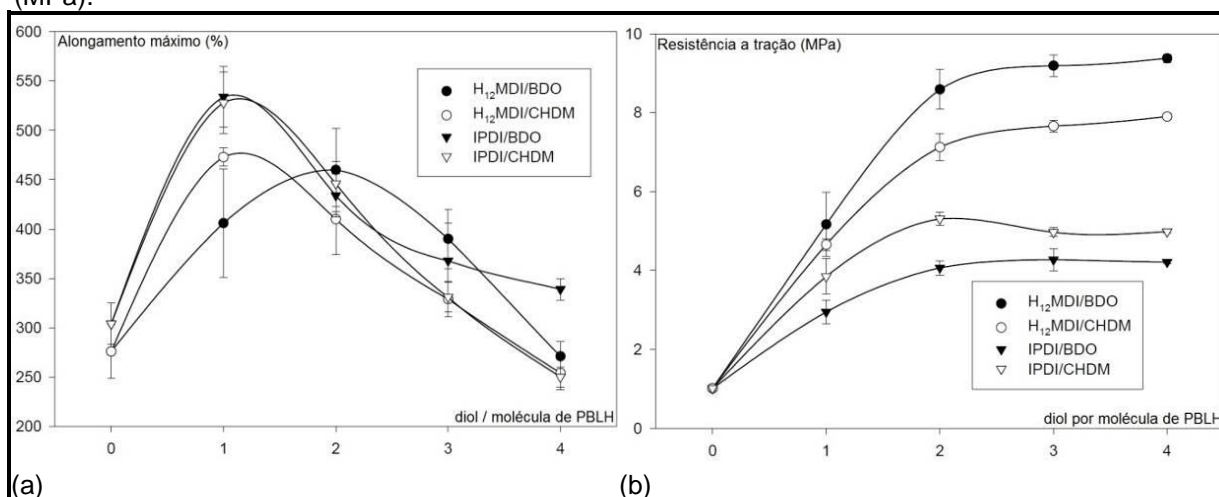 (MPa).
Alongamento máximo (%)
600
550
500
450
400
350
300
250
200
H₁₂MDI/BDO
H₁₂MDI/CHDM
IPDI/BDO
IPDI/CHDM
diol / molécula de PBLH
0 1 2 3 4
(a)
Resistência a tração (MPa)
10
8
6
4
2
0
H₁₂MDI/BDO
H₁₂MDI/CHDM
IPDI/BDO
IPDI/CHDM
diol por molécula de PBLH
0 1 2 3 4
(b)